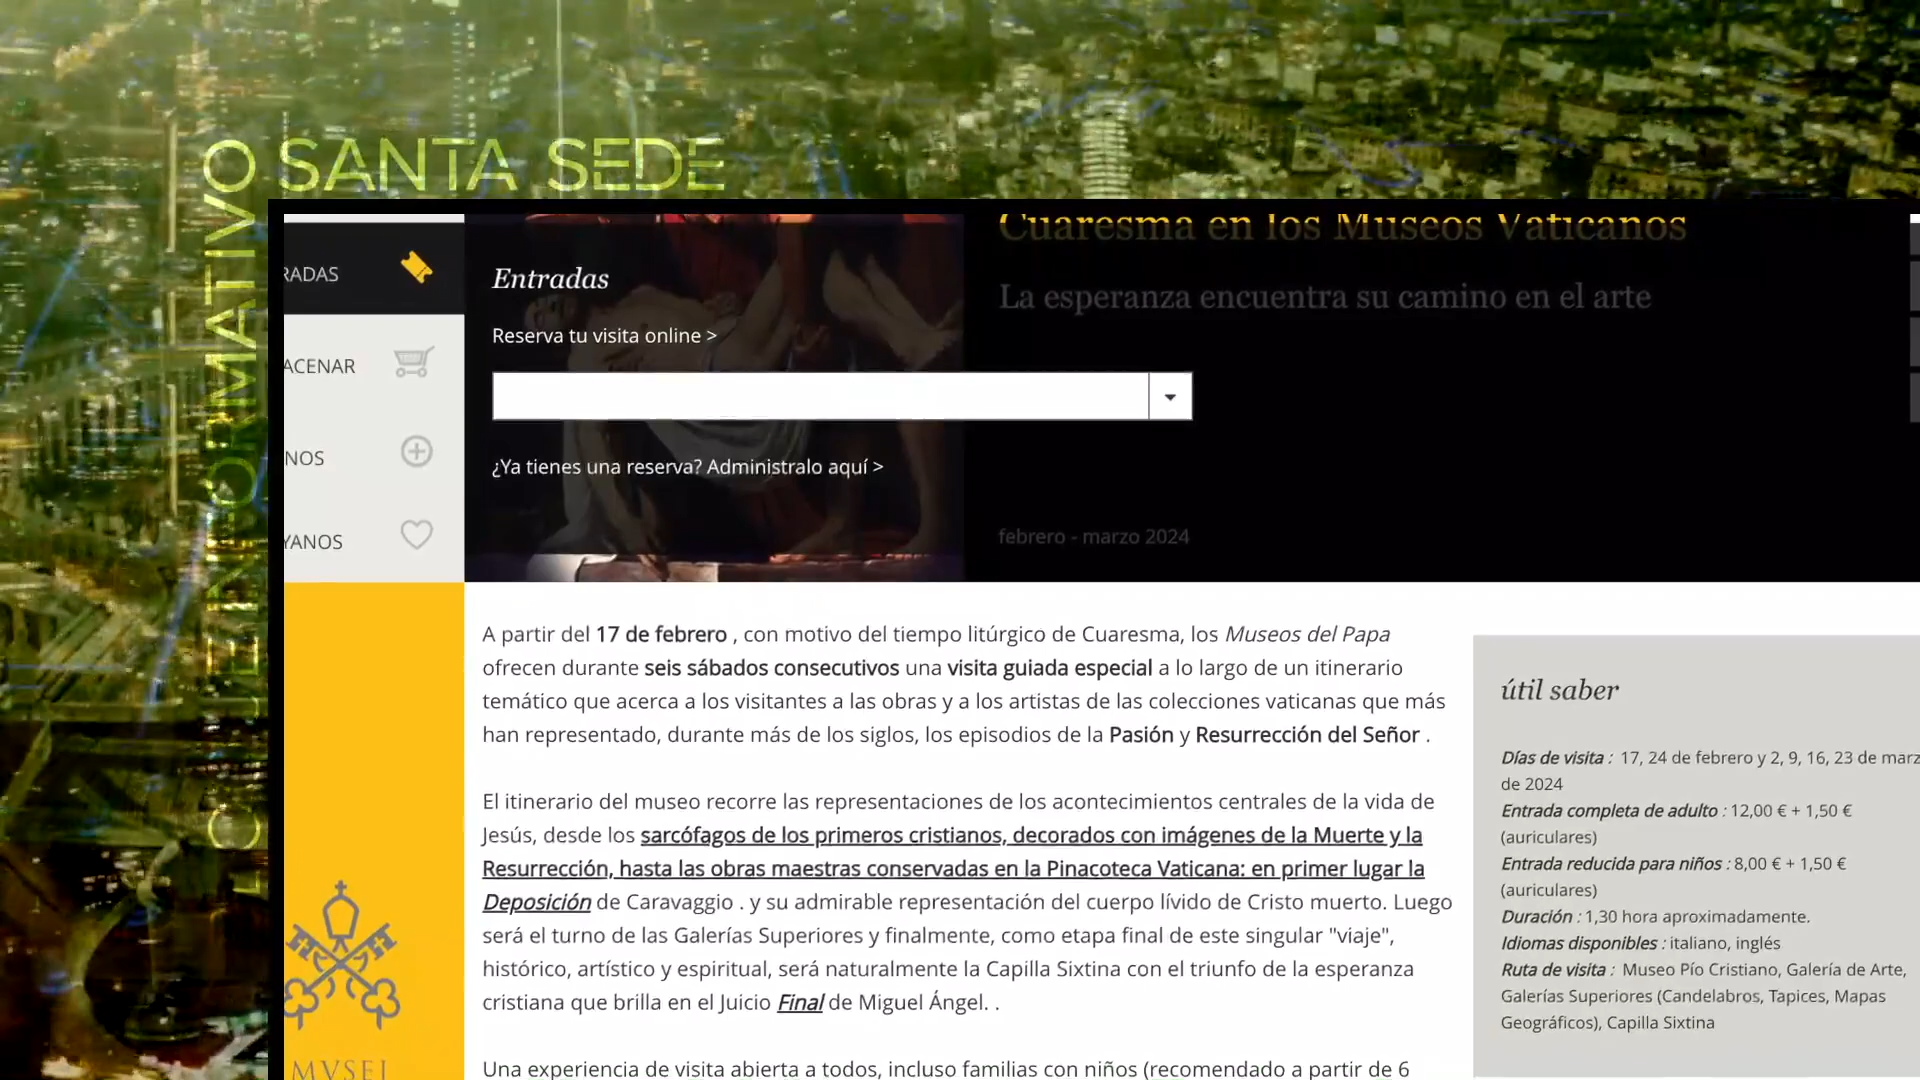 SANTA SEDE
INFORMATIVO
RADAS
ACENAR
NOS
YANOS
Entradas
Reserva tu visita online >
¿Ya tienes una reserva? Administralo aquí >
Cuaresma en los Museos Vaticanos
La esperanza encuentra su camino en el arte
febrero - marzo 2024
A partir del 17 de febrero , con motivo del tiempo litúrgico de Cuaresma, los Museos del Papa
ofrecen durante seis sábados consecutivos una visita guiada especial a lo largo de un itinerario
temático que acerca a los visitantes a las obras y a los artistas de las colecciones vaticanas que más
han representado, durante más de los siglos, los episodios de la Pasión y Resurrección del Señor .
El itinerario del museo recorre las representaciones de los acontecimientos centrales de la vida de
Jesús, desde los sarcófagos de los primeros cristianos, decorados con imágenes de la Muerte y la
Resurrección, hasta las obras maestras conservadas en la Pinacoteca Vaticana: en primer lugar la
Deposición de Caravaggio . y su admirable representación del cuerpo lívido de Cristo muerto. Luego
será el turno de las Galerías Superiores y finalmente, como etapa final de este singular "viaje",
histórico, artístico y espiritual, será naturalmente la Capilla Sixtina con el triunfo de la esperanza
cristiana que brilla en el Juicio Final de Miguel Ángel. .
Una experiencia de visita abierta a todos, incluso familias con niños (recomendado a partir de 6
útil saber
Días de visita : 17, 24 de febrero y 2, 9, 16, 23 de marz
de 2024
Entrada completa de adulto : 12,00 € + 1,50 €
(auriculares)
Entrada reducida para niños : 8,00 € + 1,50 €
(auriculares)
Duración : 1,30 hora aproximadamente.
Idiomas disponibles : italiano, inglés
Ruta de visita : Museo Pío Cristiano, Galería de Arte,
Galerías Superiores (Candelabros, Tapices, Mapas
Geográficos), Capilla Sixtina
MVSEI